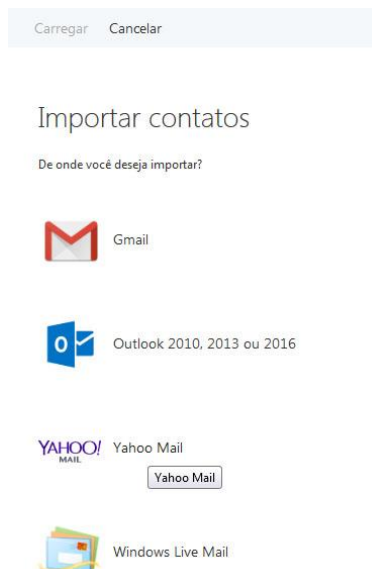 Carregar Cancelar
Importar contatos
De onde você deseja importar?
Gmail
Outlook 2010, 2013 ou 2016
YAHOO!
MAIL
Yahoo Mail
Yahoo Mail
Windows Live Mail